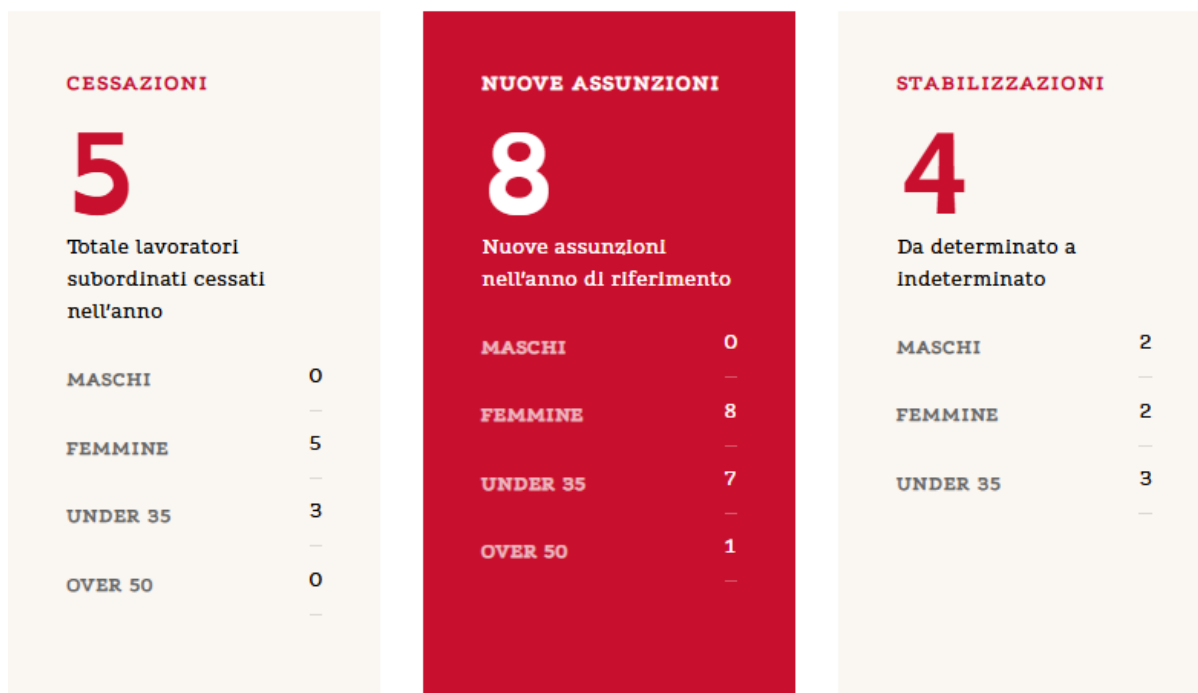 CESSAZIONI
5
Totale lavoratori
subordinati cessati
nell'anno
MASCHI 0
FEMMINE 5
UNDER 35 3
OVER 50 0
NUOVE ASSUNZIONI
8
Nuove assunzioni
nell'anno di riferimento
MASCHI 0
FEMMINE 8
UNDER 35 7
OVER 50 1
STABILIZZAZIONI
4
Da determinato a
indeterminato
MASCHI 2
FEMMINE 2
UNDER 35 3